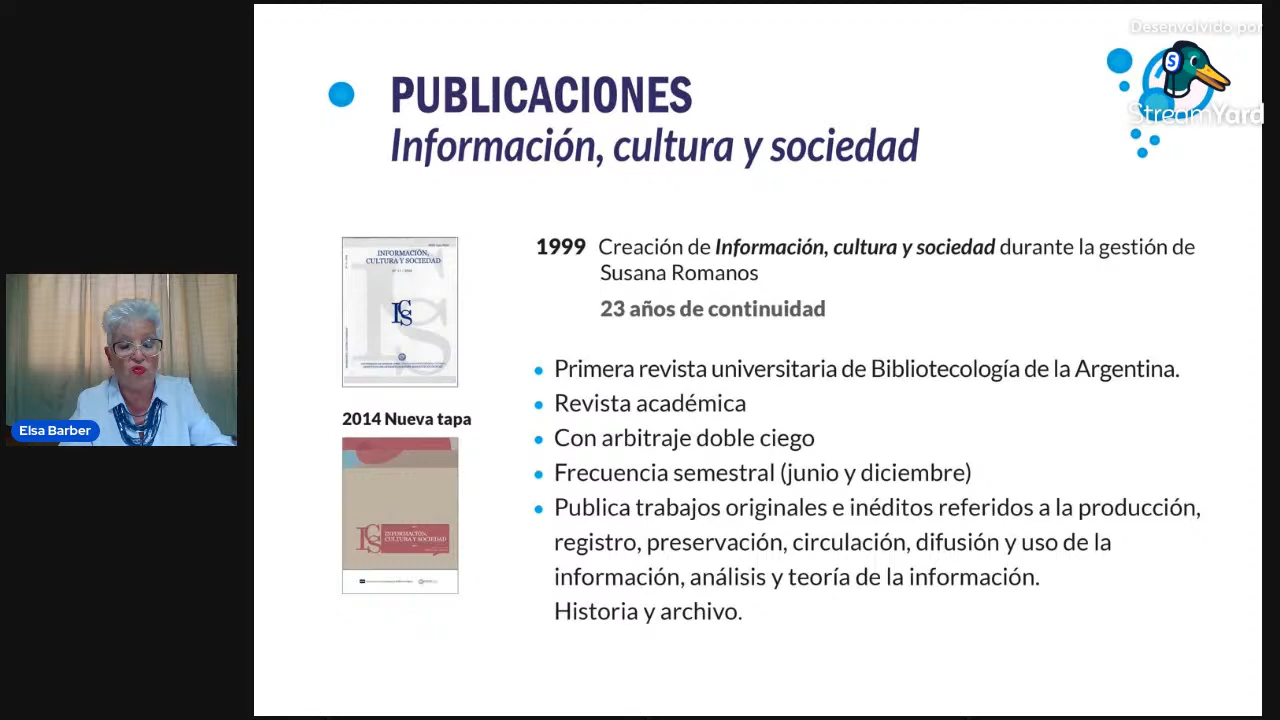 Desenvolvido por
StreamYard
PUBLICACIONES
Información, cultura y sociedad
INFORMACIÓN,
CULTURA Y SOCIEDAD
ICS
1999 Creación de Información, cultura y sociedad durante la gestión de
Susana Romanos
23 años de continuidad
2014 Nueva tapa
ICS
INFORMACIÓN,
CULTURA Y SOCIEDAD
Primera revista universitaria de Bibliotecología de la Argentina.
Revista académica
Con arbitraje doble ciego
Frecuencia semestral (junio y diciembre)
Publica trabajos originales e inéditos referidos a la producción,
registro, preservación, circulación, difusión y uso de la
información, análisis y teoría de la información.
Historia y archivo.
Elsa Barber